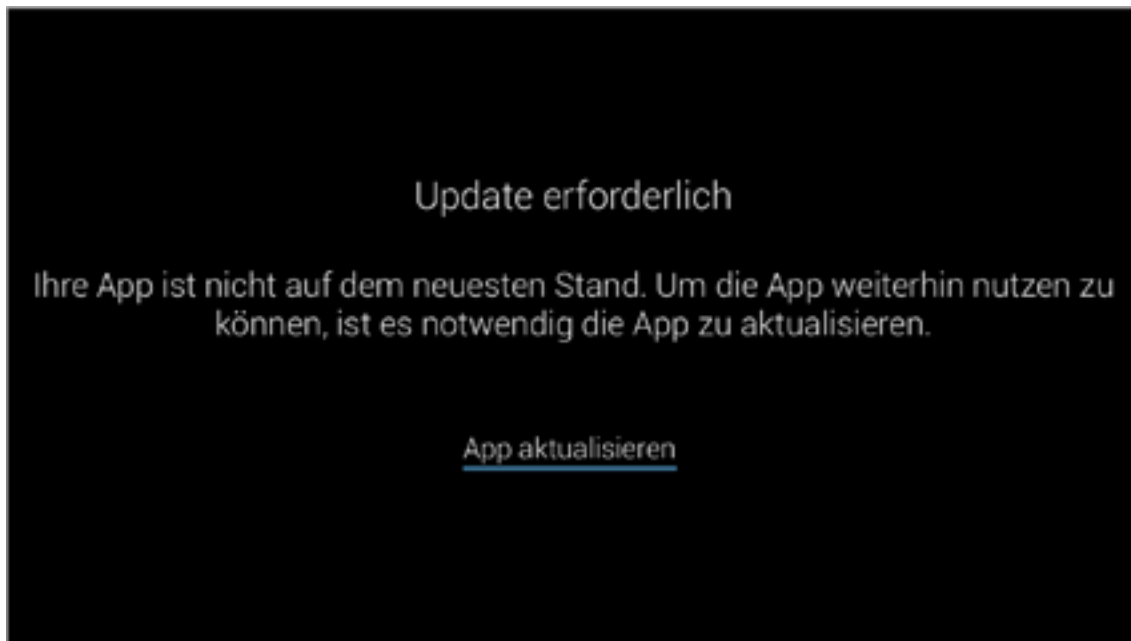 Update erforderlich
Ihre App ist nicht auf dem neuesten Stand. Um die App weiterhin nutzen zu
können, ist es notwendig die App zu aktualisieren.
App aktualisieren